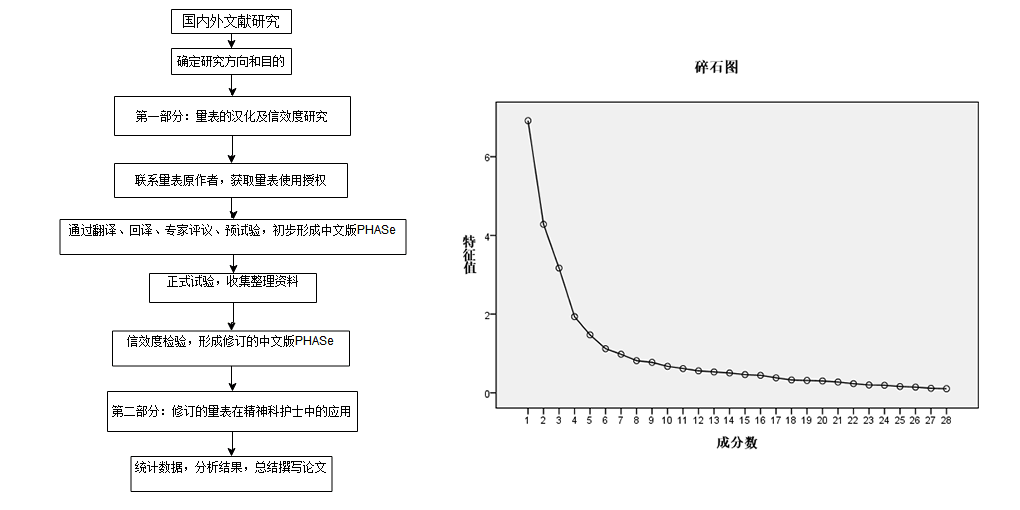 国内外文献研究
确定研究方向和目的
第一部分：量表的汉化及信效度研究
联系量表原作者，获取量表使用授权
通过翻译、回译、专家评议、预试验，初步形成中文版PHASe
正式试验，收集整理资料
信效度检验，形成修订的中文版PHASe
第二部分：修订的量表在精神科护士中的应用
统计数据，分析结果，总结撰写论文
碎石图
特征值
6
4
2
0
1 2 3 4 5 6 7 8 9 10 11 12 13 14 15 16 17 18 19 20 21 22 23 24 25 26 27 28
成分数